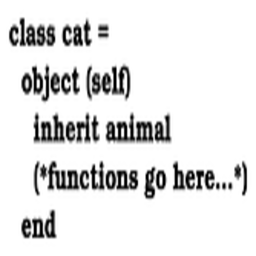 class cat =
object (self)
inherit animal
(*functions go here...*)
end